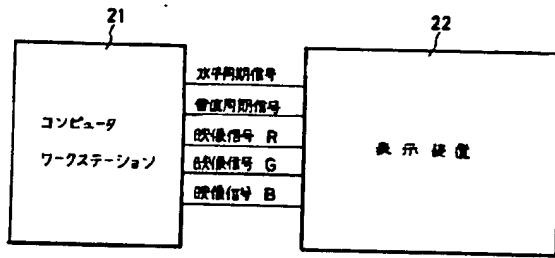 21
22
水平同期信号
垂直同期信号
コンピュータ
ワークステーション
映像信号 R
映像信号 G
映像信号 B
表示装置